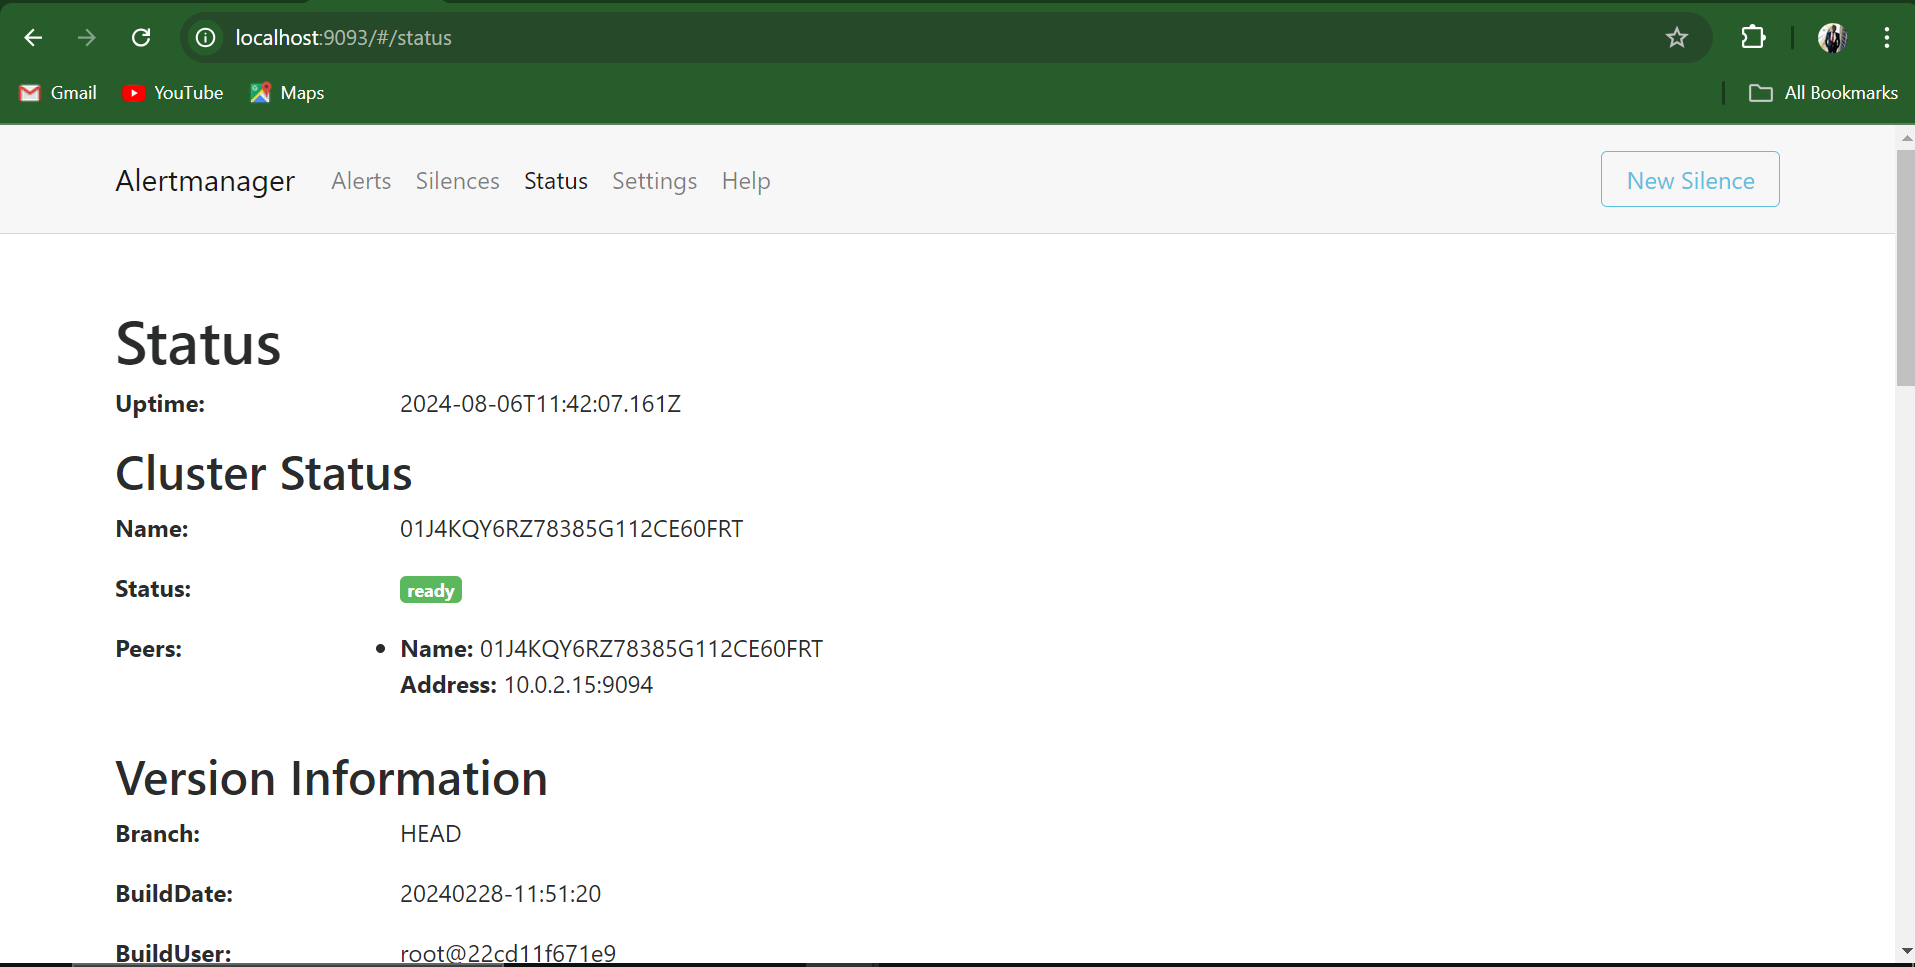 localhost:9093/#/status
Gmail YouTube Maps All Bookmarks
Alertmanager Alerts Silences Status Settings Help New Silence
Status
Uptime: 2024-08-06T11:42:07.161Z
Cluster Status
Name: 01J4KQY6RZ78385G112CE60FRT
Status: ready
Peers: • Name: 01J4KQY6RZ78385G112CE60FRT
Address: 10.0.2.15:9094
Version Information
Branch: HEAD
BuildDate: 20240228-11:51:20
BuildUser: root@22cd11f671e9